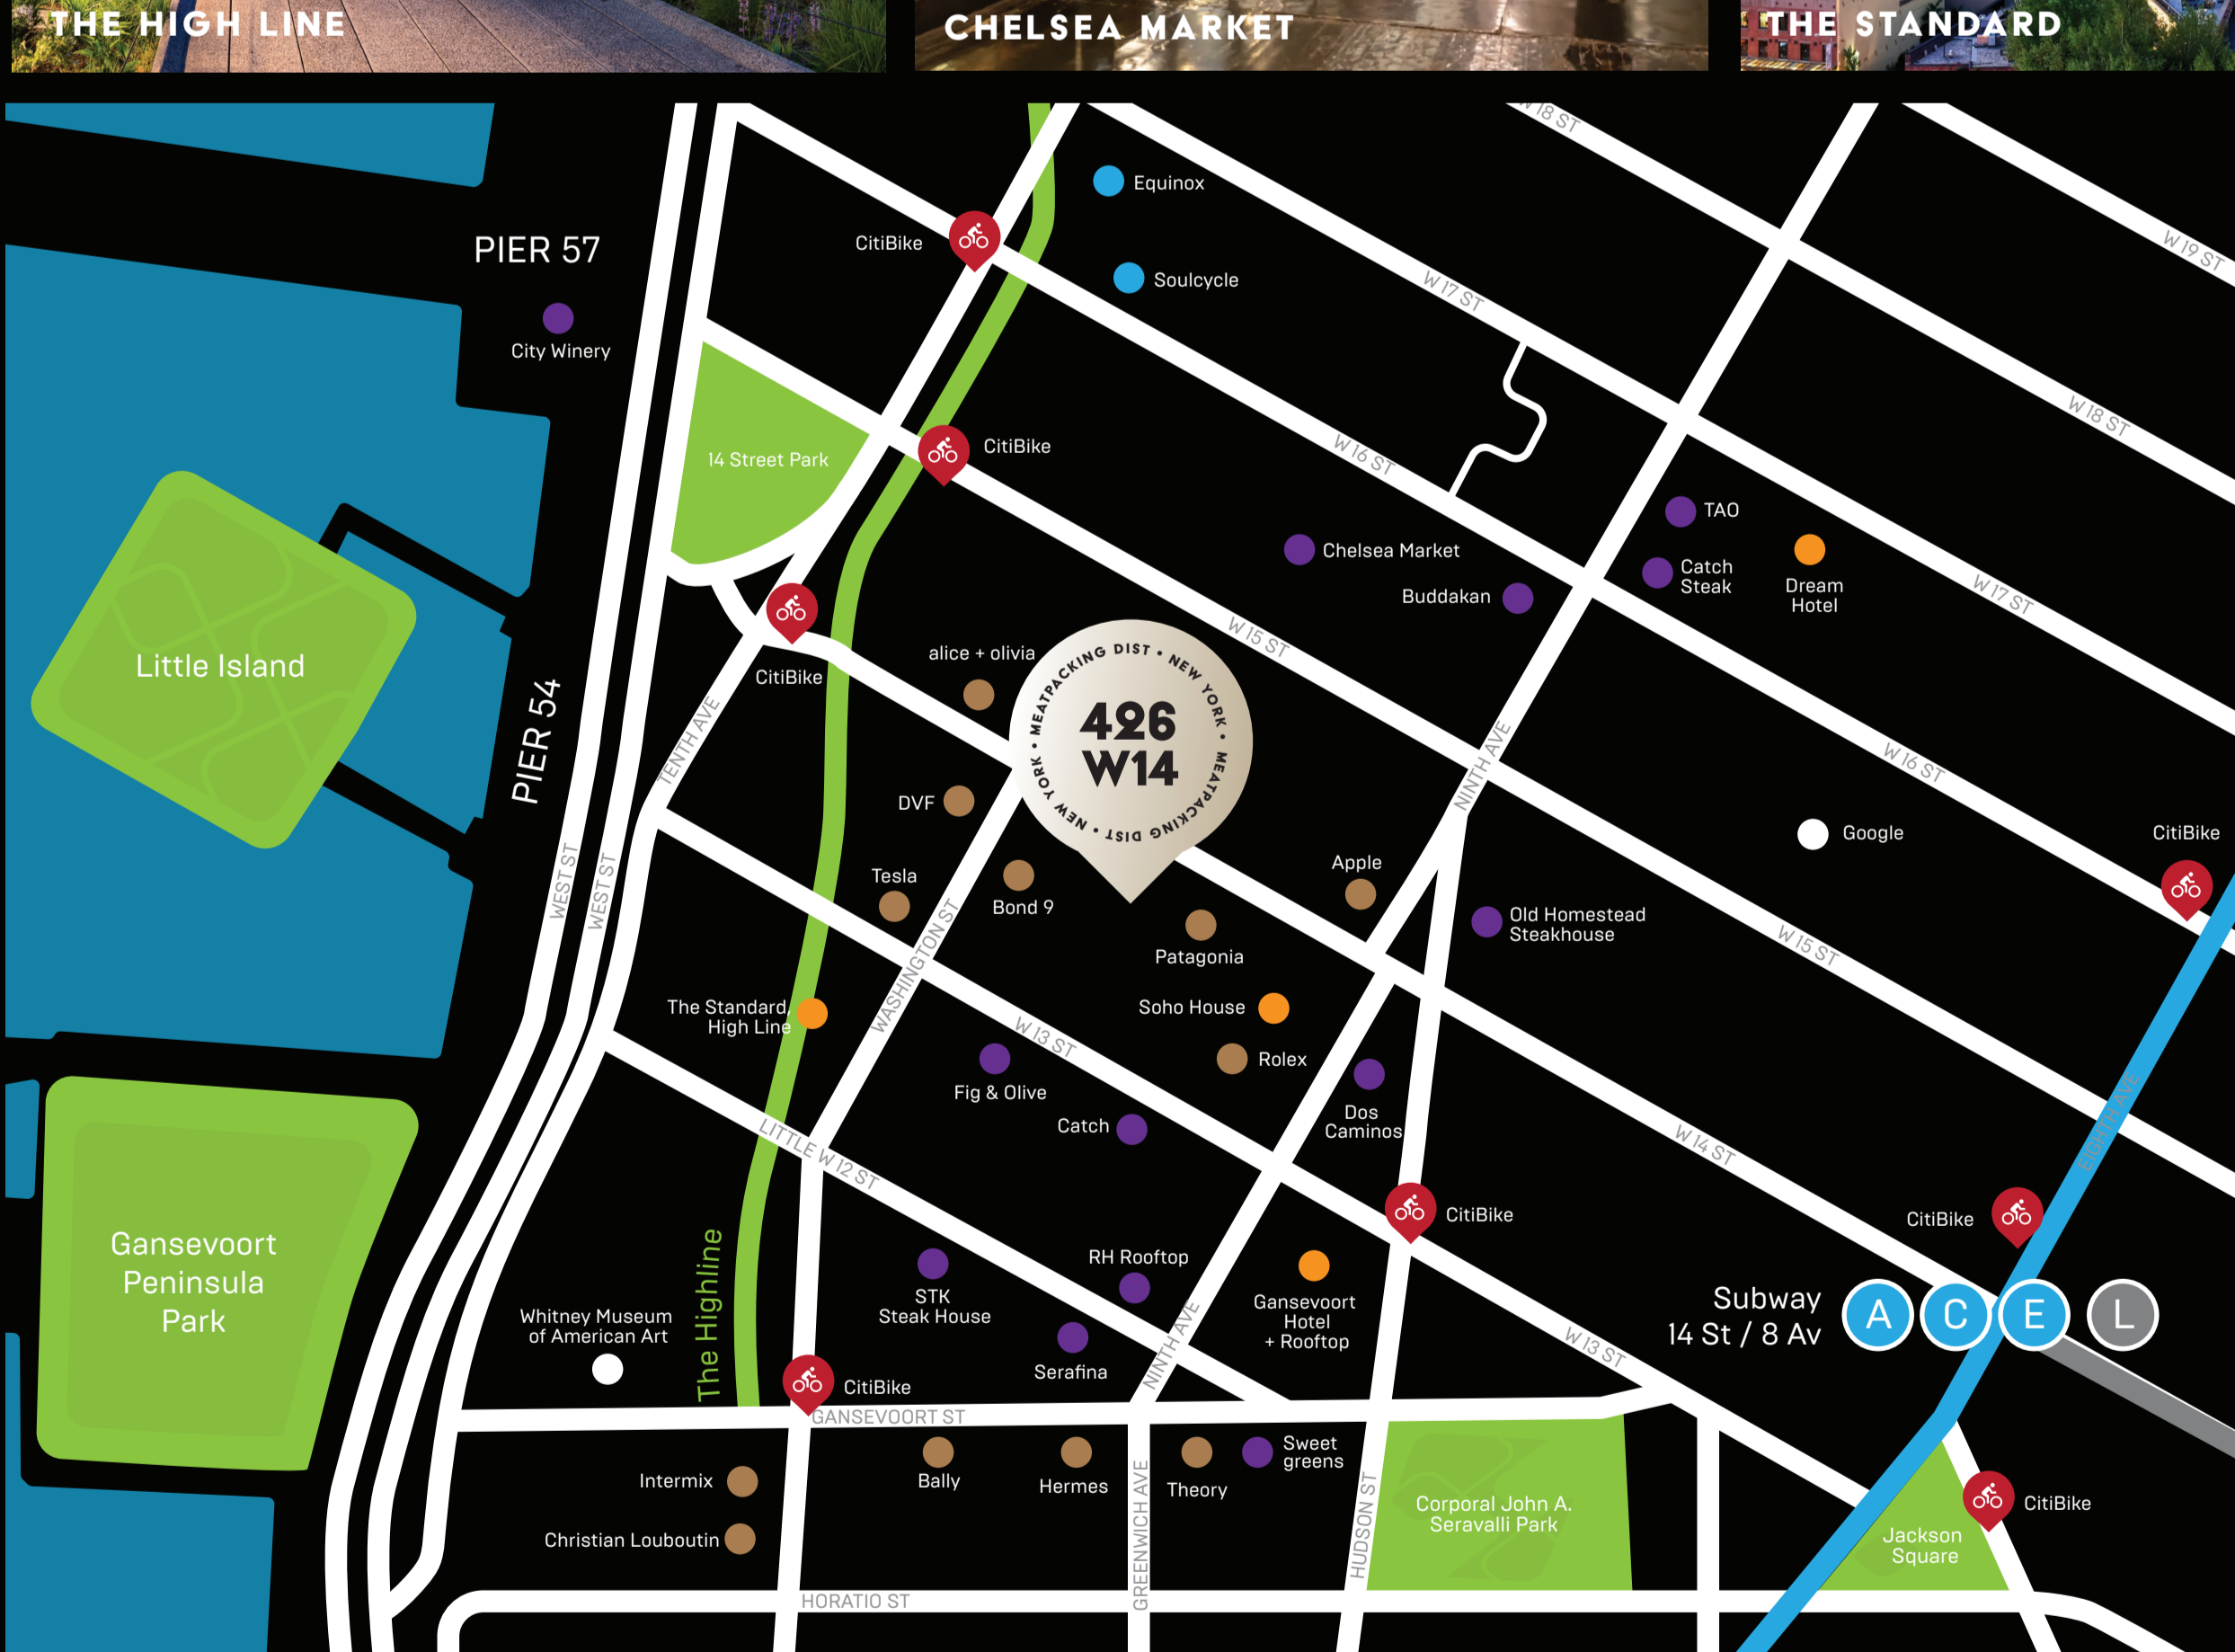 THE HIGH LINE
CHELSEA MARKET
THE STANDARD
W 18 ST
Equinox
PIER 57
CitiBike
W 19 ST
Soulcycle
W 17 ST
City Winery
W 18 ST
14 Street Park
CitiBike
W 16 ST
TAO
Chelsea Market
Catch
Steak
Dream
Hotel
Buddakan
W 17 ST
W 15 ST
Little Island
alice + olivia
CitiBike
MEATPACKING DIST • NEW YORK • MEATPACKING DIST • NEW YORK •
426
W14
PIER 54
TENTH AVE
NINTH AVE
W 16 ST
DVF
Google
CitiBike
Apple
Tesla
WEST ST
WEST ST
Bond 9
Old Homestead
Steakhouse
WASHINGTON ST
Patagonia
W 15 ST
The Standard,
High Line
Soho House
W 13 ST
Rolex
Fig & Olive
Catch
Dos
Caminos
EIGHTH AVE
LITTLE W 12 ST
W 14 ST
CitiBike
CitiBike
Gansevoort
Peninsula
Park
The Highline
RH Rooftop
STK
Steak House
Gansevoort
Hotel
+ Rooftop
Subway
14 St / 8 Av
A C E L
Whitney Museum
of American Art
NINTH AVE
W 13 ST
Serafina
CitiBike
GANSEVOORT ST
Intermix
Bally
Hermes
Theory
Sweet
greens
Corporal John A.
Seravalli Park
CitiBike
Jackson
Square
Christian Louboutin
GREENWICH AVE
HUDSON ST
HORATIO ST